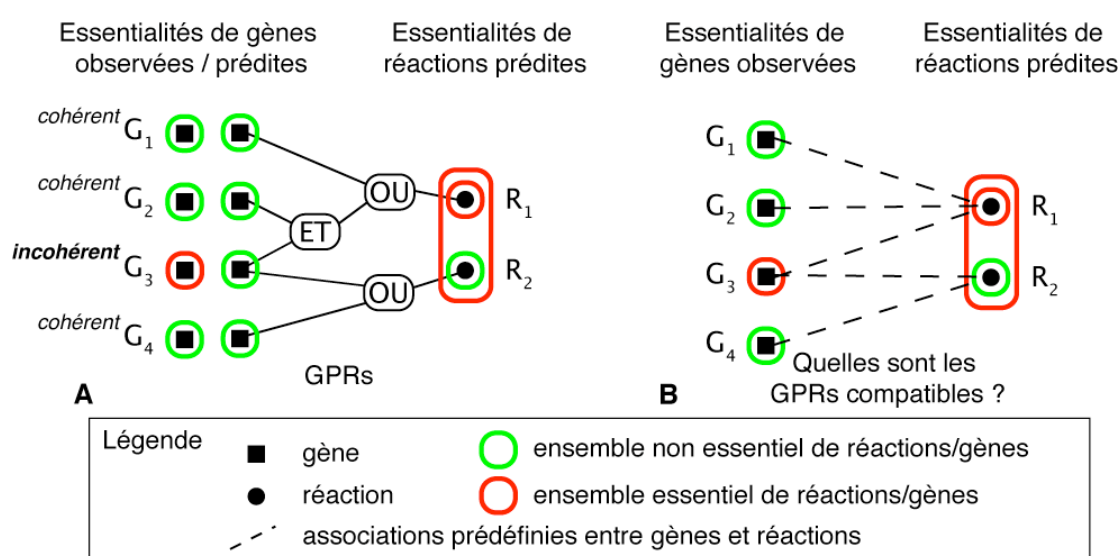 Essentialités de gènes
observées / prédites
Essentialités de
réactions prédites
cohérent G1
cohérent G2
incohérent G3
cohérent G4
OU
ET
OU
R1
R2
GPRs
A
Essentialités de
gènes observées
Essentialités de
réactions prédites
G1
G2
G3
G4
R1
R2
Quelles sont les
GPRs compatibles ?
B
Légende
gène
réaction
associations prédéfinies entre gènes et réactions
ensemble non essentiel de réactions/gènes
ensemble essentiel de réactions/gènes